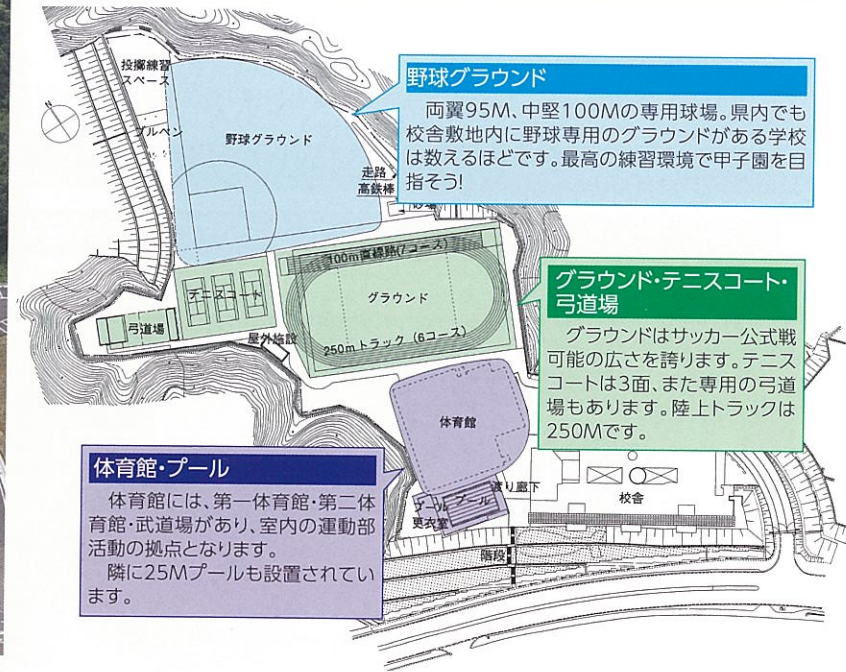 投擲練習
スペース
ブルペン
N
野球グラウンド
走路
高鉄棒
砂場
野球グラウンド
両翼95M、中堅100Mの専用球場。県内でも
校舎敷地内に野球専用のグラウンドがある学校
は数えるほどです。最高の練習環境で甲子園を目
指そう!
100m直線路(7コース)
グラウンド
250mトラック(6コース)
テニスコート
弓道場
屋外施設
グラウンド・テニスコート・
弓道場
グラウンドはサッカー公式戦
可能の広さを誇ります。テニス
コートは3面、また専用の弓道
場もあります。陸上トラックは
250Mです。
体育館
体育館・プール
体育館には、第一体育館・第二体
育館・武道場があり、室内の運動部
活動の拠点となります。
隣に25Mプールも設置されてい
ます。
渡り廊下
プール
プール
更衣室
校舎
階段